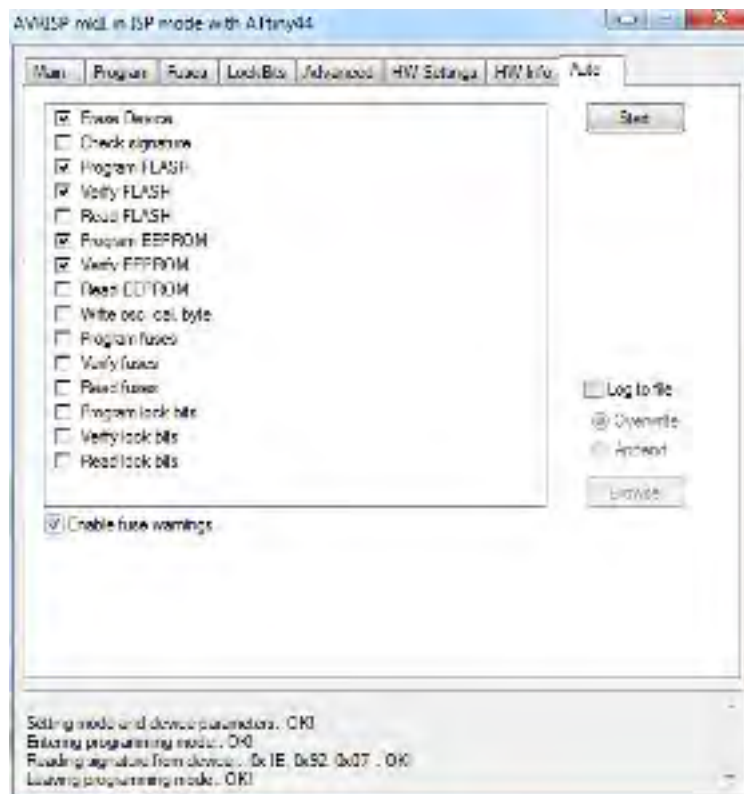 AVRISP mkII in ISP mode with ATtiny44
Main Program Fuses LockBits Advanced HW Settings HW Info Auto
Erase Device
Start
Check signature
Program FLASH
Verify FLASH
Read FLASH
Program EEPROM
Verify EEPROM
Read EEPROM
Write osc. cal. byte
Program fuses
Verify fuses
Read fuses
Log to file
Program lock bits
Overwrite
Verify lock bits
Append
Read lock bits
Browse
Enable fuse warnings
Setting mode and device parameters.. OK!
Entering programming mode.. OK!
Reading signature from device .. 0x1E, 0x92, 0x07 .. OK!
Leaving programming mode.. OK!